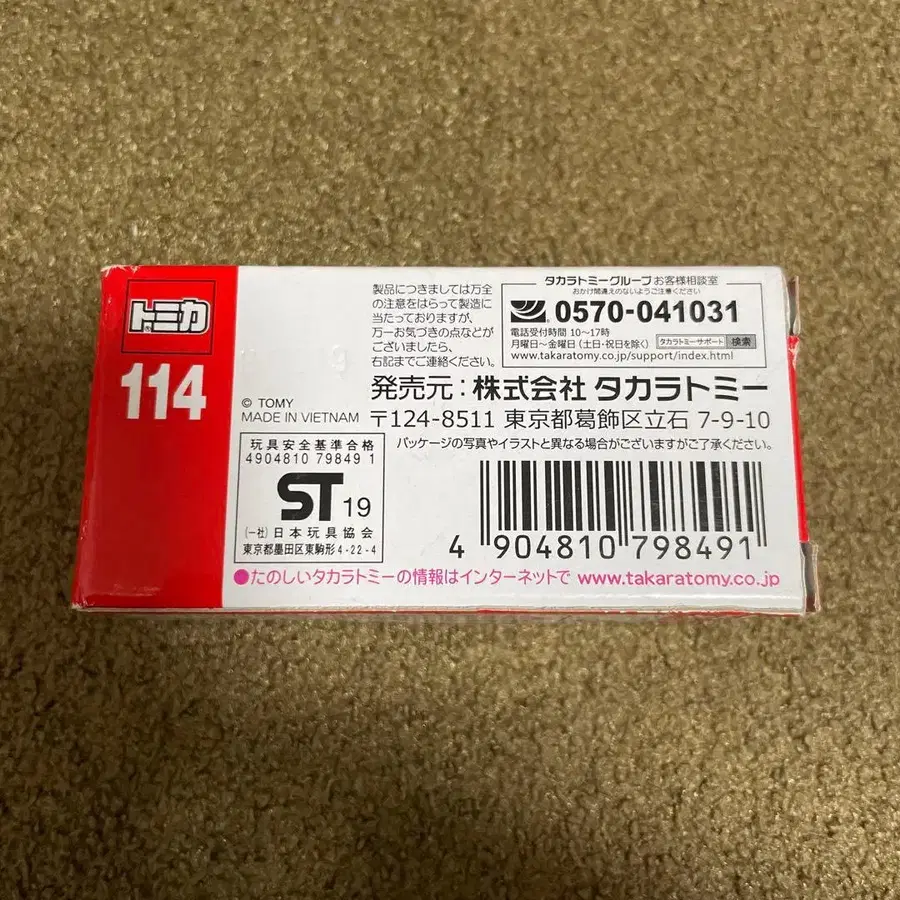 トミカ
114
© TOMY
MADE IN VIETNAM
製品につきましては万全
の注意をはらって製造に
当たっておりますが、
万一お気づきの点などが
ございましたら、
右記までご連絡ください。
タカラトミーグループ お客様相談室
おかけ間違えのないようご注意ください
0570-041031
電話受付時間 10〜17時
月曜日〜金曜日 (土日・祝日を除く)
タカラトミーサポート 検索
www.takaratomy.co.jp/support/index.html
発売元:株式会社 タカラトミー
〒124-8511 東京都葛飾区立石 7-9-10
パッケージの写真やイラストと異なる場合がございますがご了承ください。
玩具安全基準合格
4904810 79849 1
ST 19
(一社) 日本玩具協会
東京都墨田区東駒形 4-22-4
4 904810 798491
●たのしいタカラトミーの情報はインターネットで www.takaratomy.co.jp